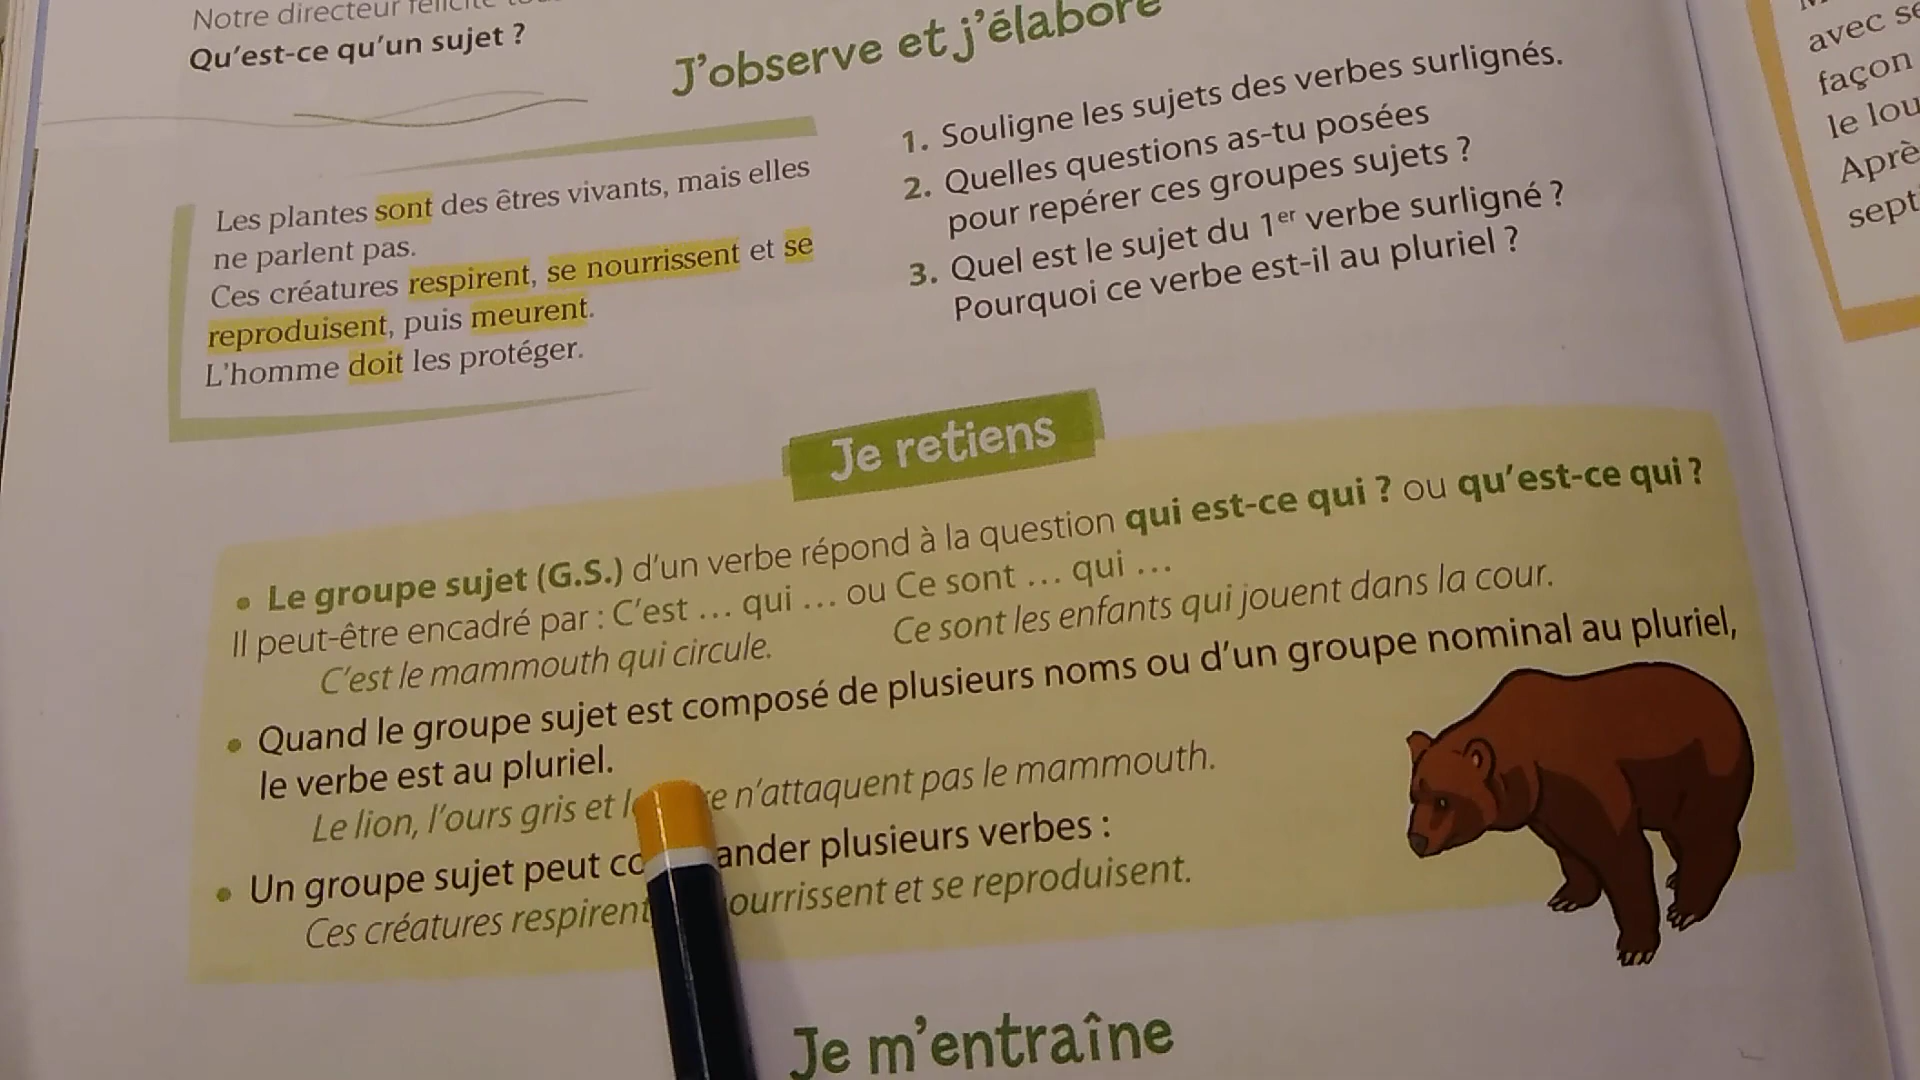 Notre directeur félicite
Qu'est-ce qu'un sujet ?
J'observe et j'élabore
Les plantes sont des êtres vivants, mais elles
ne parlent pas.
Ces créatures respirent, se nourrissent et se
reproduisent, puis meurent.
L'homme doit les protéger.
1. Souligne les sujets des verbes surlignés.
2. Quelles questions as-tu posées
pour repérer ces groupes sujets ?
3. Quel est le sujet du 1er verbe surligné ?
Pourquoi ce verbe est-il au pluriel ?
Je retiens
• Le groupe sujet (G.S.) d'un verbe répond à la question qui est-ce qui ? ou qu'est-ce qui ?
Il peut-être encadré par : C'est ... qui ... ou Ce sont ... qui ...
C'est le mammouth qui circule. Ce sont les enfants qui jouent dans la cour.
• Quand le groupe sujet est composé de plusieurs noms ou d'un groupe nominal au pluriel,
le verbe est au pluriel.
Le lion, l'ours gris et n'attaquent pas le mammouth.
• Un groupe sujet peut plusieurs verbes :
Ces créatures respirent et se reproduisent.
Je m'entraîne
avec
façon
le